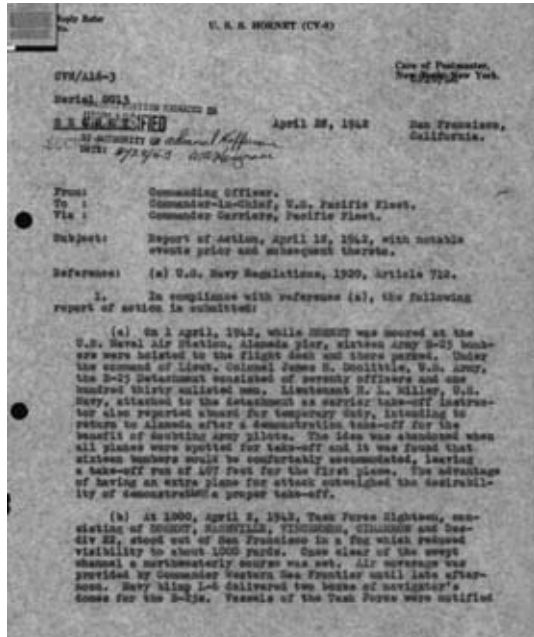 Reply Refer
No.
U. S. S. HORNET (CV-8)
Care of Postmaster,
New York.
CV8/A16-3
Serial 0015
April 28, 1942
San Francisco,
California.
UNCLASSIFIED
BY AUTHORITY OF
From: Commanding Officer.
To : Commander-in-Chief, U.S. Pacific Fleet.
Via : Commander Carriers, Pacific Fleet.
Subject: Report of Action, April 18, 1942, with notable
events prior and subsequent thereto.
Reference: (a) U.S. Navy Regulations, 1920, Article 712.
1. In compliance with reference (a), the following
report of action is submitted:
(a) On 1 April, 1942, while HORNET was moored at the
U.S. Naval Air Station, Alameda pier, sixteen Army B-25 bomb-
ers were hoisted to the flight deck and there parked. Under
the command of Lieut. Colonel James H. Doolittle, U.S. Army,
the B-25 Detachment consisted of seventy officers and one
hundred thirty enlisted men. Lieutenant H. L. Miller, U.S.
Navy, attached to the detachment as carrier take-off instruc-
tor also reported aboard for temporary duty, intending to
return to Alameda after a demonstration take-off for the
benefit of doubting Army pilots. The idea was abandoned when
all planes were spotted for take-off and it was found that
sixteen bombers would be comfortably accommodated, leaving
a take-off run of 467 feet for the first plane. The advantage
of having an extra plane for attack outweighed the desirabil-
ity of demonstrating a proper take-off.
(b) At 1000, April 2, 1942, Task Force Eighteen, con-
sisting of HORNET, NASHVILLE, VINCENNES, CIMARRON and Des-
div 22, stood out of San Francisco in a fog which reduced
visibility to about 1000 yards. Once clear of the swept
channel a northwesterly course was set. Air coverage was
provided by Commander Western Sea Frontier until late after-
noon. Navy blimp L-6 delivered two boxes of navigator's
domes for the B-25s. Vessels of the Task Force were notified